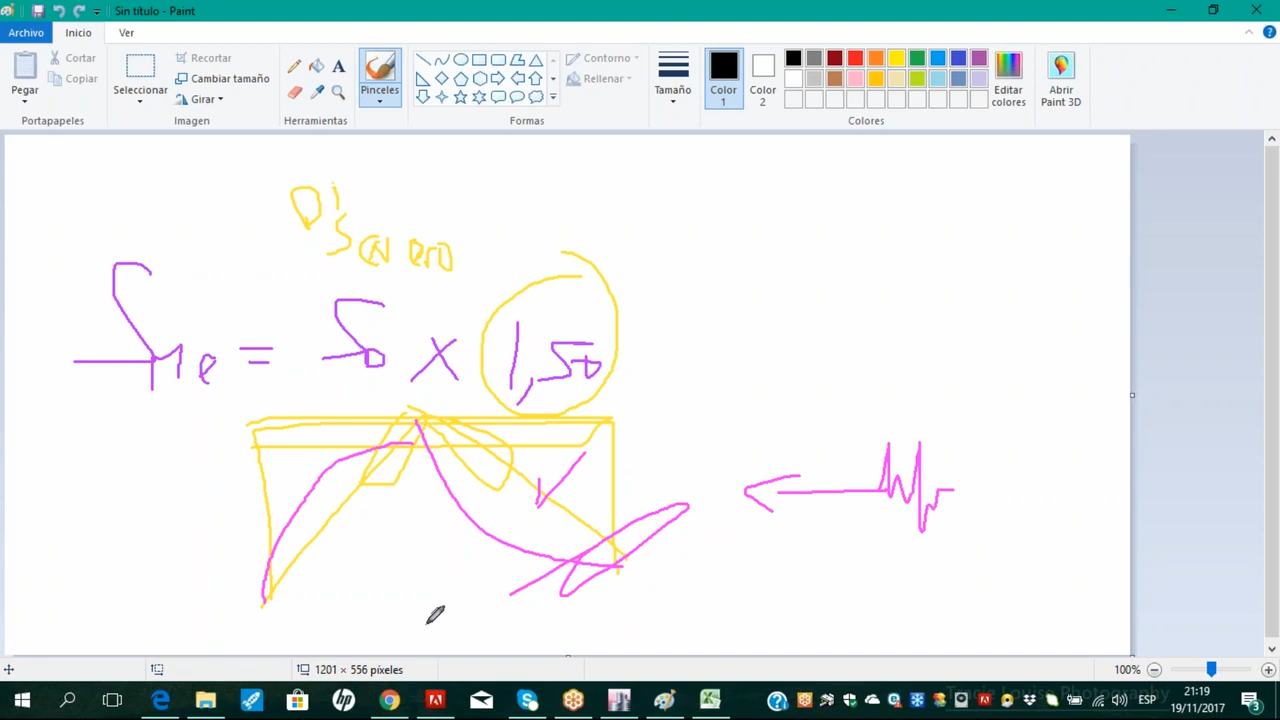 Sin título - Paint
Archivo
Inicio
Ver
Pegar
Cortar
Copiar
Portapapeles
Seleccionar
Recortar
Cambiar tamaño
Girar
Imagen
Herramientas
Pinceles
Contorno
Rellenar
Formas
Tamaño
Color 1
Color 2
Editar colores
Colores
Abrir Paint 3D
= x 1,50
1201 × 556 píxeles
100%
ESP
21:19
19/11/2017
3